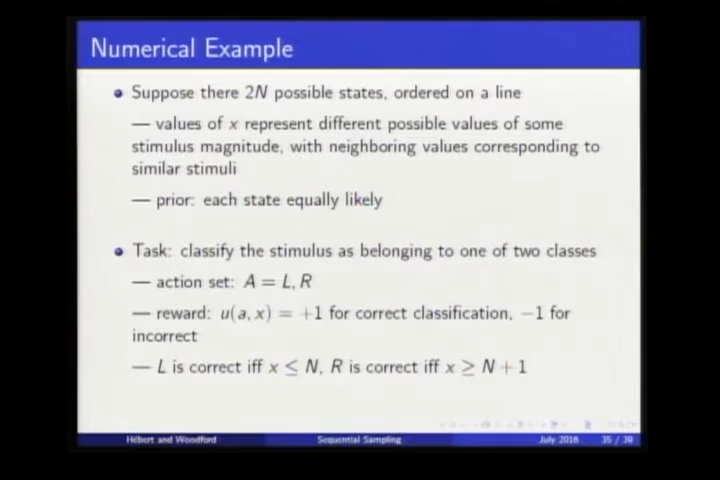 Numerical Example
Suppose there 2N possible states, ordered on a line
— values of x represent different possible values of some
stimulus magnitude, with neighboring values corresponding to
similar stimuli
— prior: each state equally likely
Task: classify the stimulus as belonging to one of two classes
— action set: A = L, R
— reward: u(a, x) = +1 for correct classification, −1 for
incorrect
— L is correct iff x ≤ N, R is correct iff x ≥ N + 1
Hébert and Woodford Sequential Sampling July 2016 35 / 39